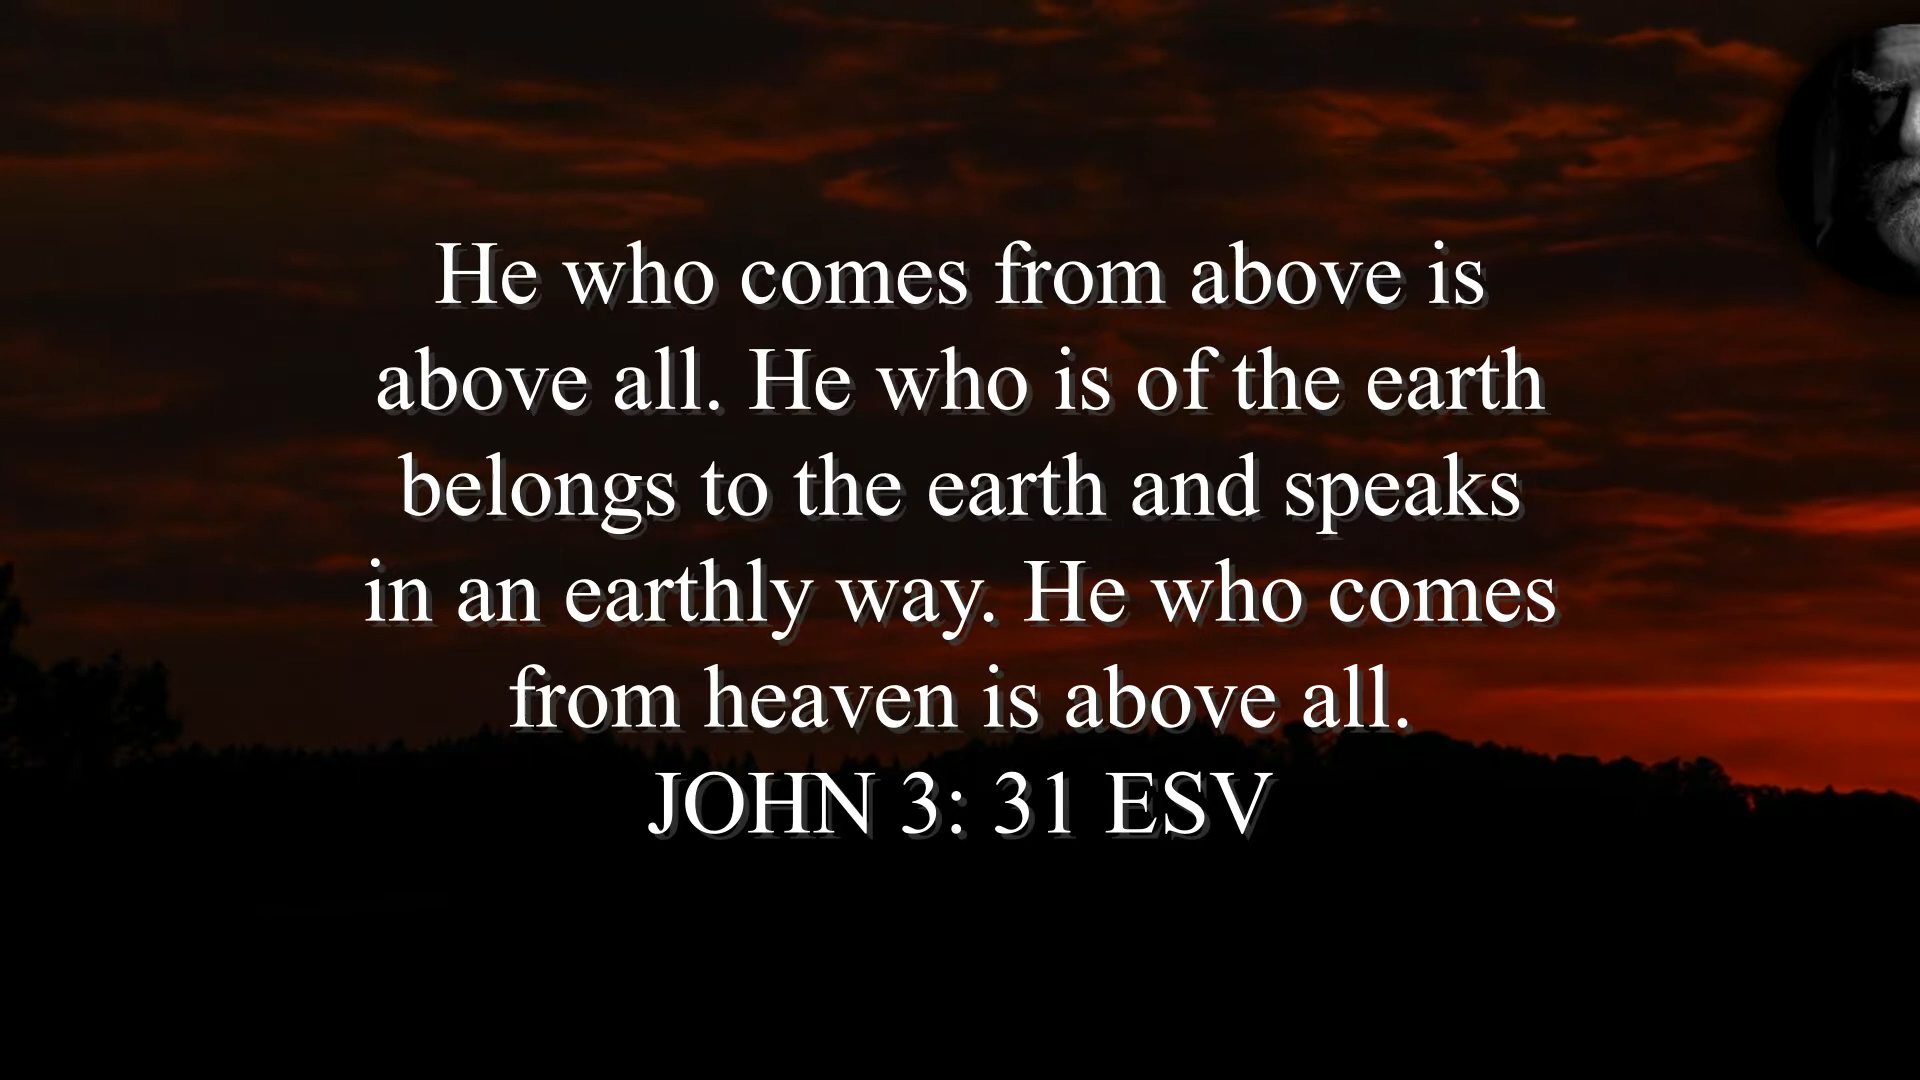 He who comes from above is
above all. He who is of the earth
belongs to the earth and speaks
in an earthly way. He who comes
from heaven is above all.
JOHN 3: 31 ESV